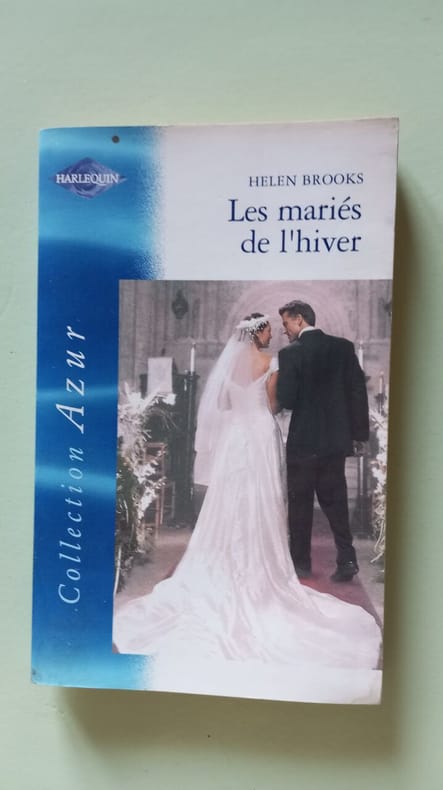 HARLEQUIN
HELEN BROOKS
Les mariés
de l'hiver
Collection Azur